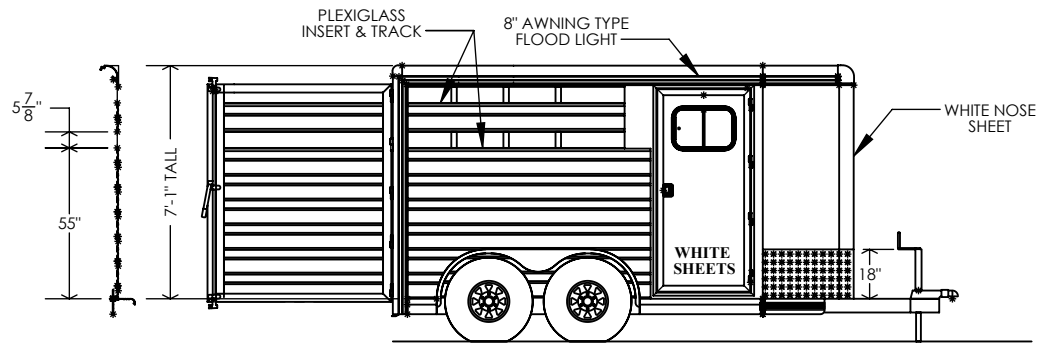 PLEXIGLASS
INSERT & TRACK
8" AWNING TYPE
FLOOD LIGHT
5 7/8"
WHITE NOSE
SHEET
7'-1" TALL
55"
WHITE
SHEETS
18"